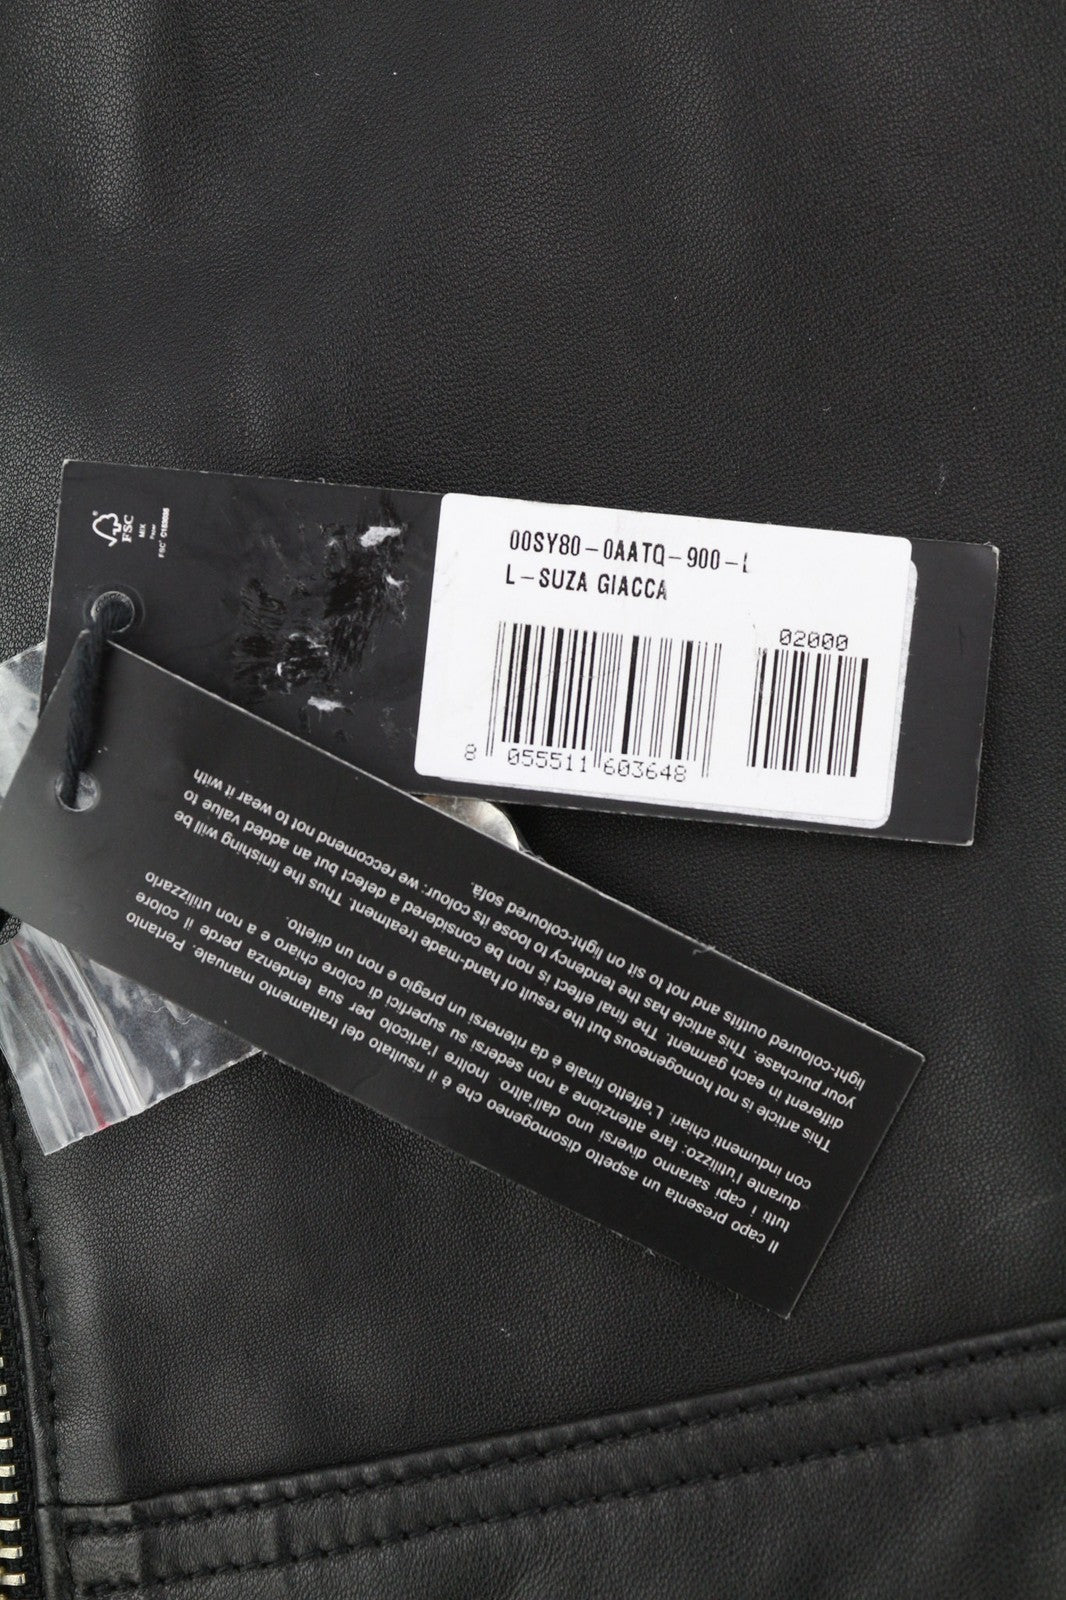 FSC
MIX
Paper
FSC® C163038
00SY80-0AATQ-900-L
L-SUZA GIACCA
02000
8 055511 603648
Il capo presenta un aspetto disomogeneo che è il risultato del trattamento manuale. Pertanto
tutti i capi saranno diversi uno dall'altro. Inoltre l'articolo per sua tendenza perde il colore
durante l'utilizzo: fare attenzione a non sedersi su superfici di colore chiaro e a non utilizzarlo
con indumenti chiari. L'effetto finale è da ritenersi un pregio e non un difetto.
This article is not homogeneous but the result of hand-made treatment. Thus the finishing will be
different in each garment. The final effect is non be considered a defect but an added value to
your purchase. This article has the tendency to loose its colour: we reccomend not to wear it with
light-coloured outfits and not to sit on light-coloured sofà.